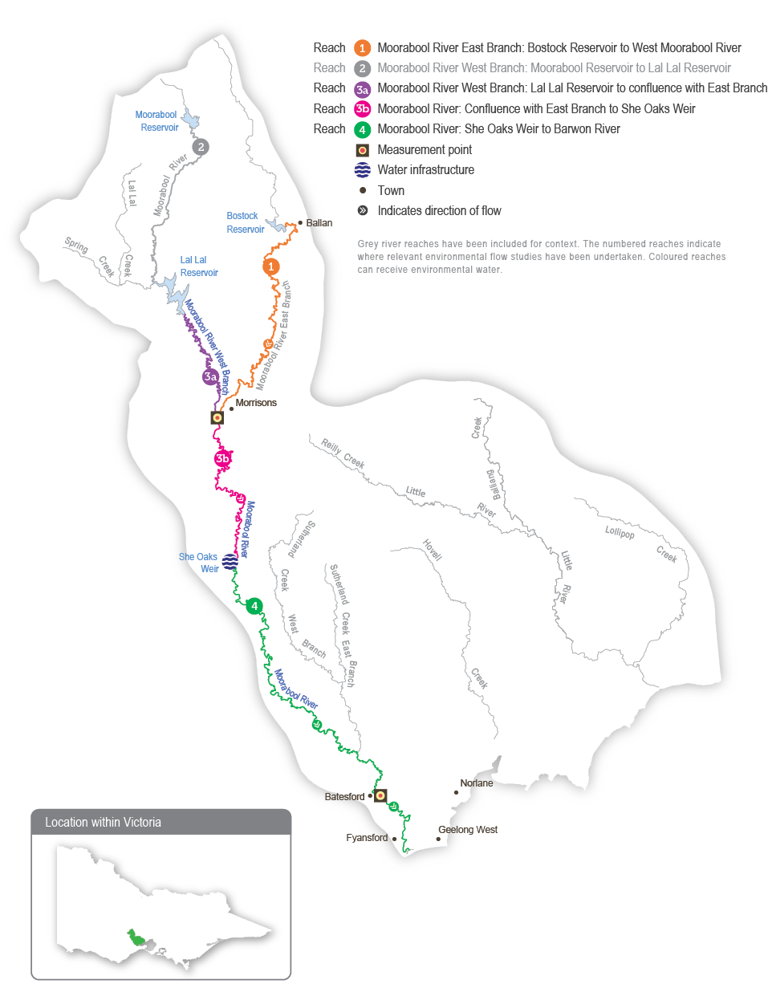 Reach 1 Moorabool River East Branch: Bostock Reservoir to West Moorabool River
Reach 2 Moorabool River West Branch: Moorabool Reservoir to Lal Lal Reservoir
Reach 3a Moorabool River West Branch: Lal Lal Reservoir to confluence with East Branch
Reach 3b Moorabool River: Confluence with East Branch to She Oaks Weir
Reach 4 Moorabool River: She Oaks Weir to Barwon River
Measurement point
Water infrastructure
Town
Indicates direction of flow
Grey river reaches have been included for context. The numbered reaches indicate
where relevant environmental flow studies have been undertaken. Coloured reaches
can receive environmental water.
Moorabool
Reservoir
2
Moorabool River
Lal Lal
Creek
Spring
Creek
Bostock
Reservoir
Ballan
Lal Lal
Reservoir
1
Moorabool River East Branch
Moorabool River West Branch
3a
Morrisons
3b
Moorabool River
She Oaks
Weir
4
Reilly Creek
Little
River
Creek
Balliang
Lollipop
Creek
Little
River
Sutherland
Creek
West
Branch
Sutherland
Creek East Branch
Hovell
Creek
Moorabool River
Batesford
Norlane
Fyansford
Geelong West
Location within Victoria